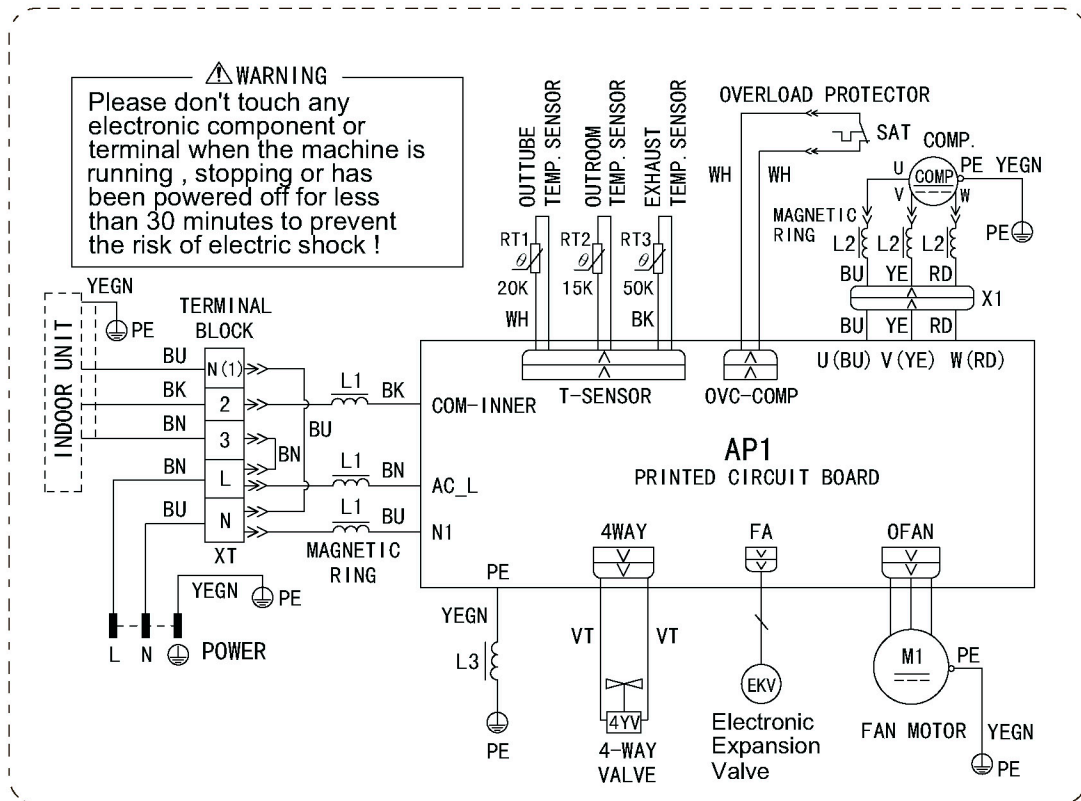 ⚠ WARNING
Please don't touch any
electronic component or
terminal when the machine is
running , stopping or has
been powered off for less
than 30 minutes to prevent
the risk of electric shock !
OUTTUBE
TEMP. SENSOR
OUTROOM
TEMP. SENSOR
EXHAUST
TEMP. SENSOR
RT1
θ
20K
WH
RT2
θ
15K
RT3
θ
50K
BK
OVERLOAD PROTECTOR
SAT
WH
WH
COMP.
U
COMP
PE
YEGN
V
W
PE
MAGNETIC
RING
L2
L2
L2
BU
YE
RD
X1
BU
YE
RD
U(BU)
V(YE)
W(RD)
INDOOR UNIT
YEGN
PE
TERMINAL
BLOCK
BU
BK
BN
BN
BU
N(1)
2
3
L
N
XT
BU
BN
L1
BK
L1
BN
L1
BU
MAGNETIC
RING
YEGN
PE
L
N
POWER
COM-INNER
AC_L
N1
PE
T-SENSOR
OVC-COMP
AP1
PRINTED CIRCUIT BOARD
4WAY
FA
OFAN
YEGN
L3
PE
VT
VT
4YV
4-WAY
VALVE
EKV
Electronic
Expansion
Valve
M1
PE
FAN MOTOR
YEGN
PE